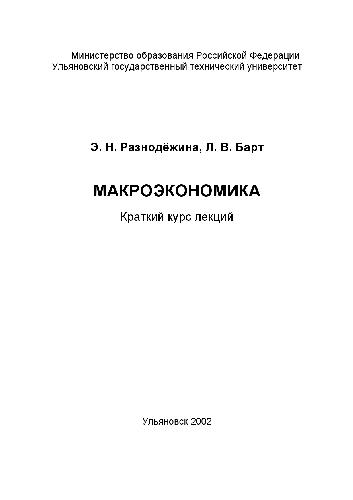 Министерство образования Российской Федерации
Ульяновский государственный технический университет
Э. Н. Разнодёжина, Л. В. Барт
МАКРОЭКОНОМИКА
Краткий курс лекций
Ульяновск 2002